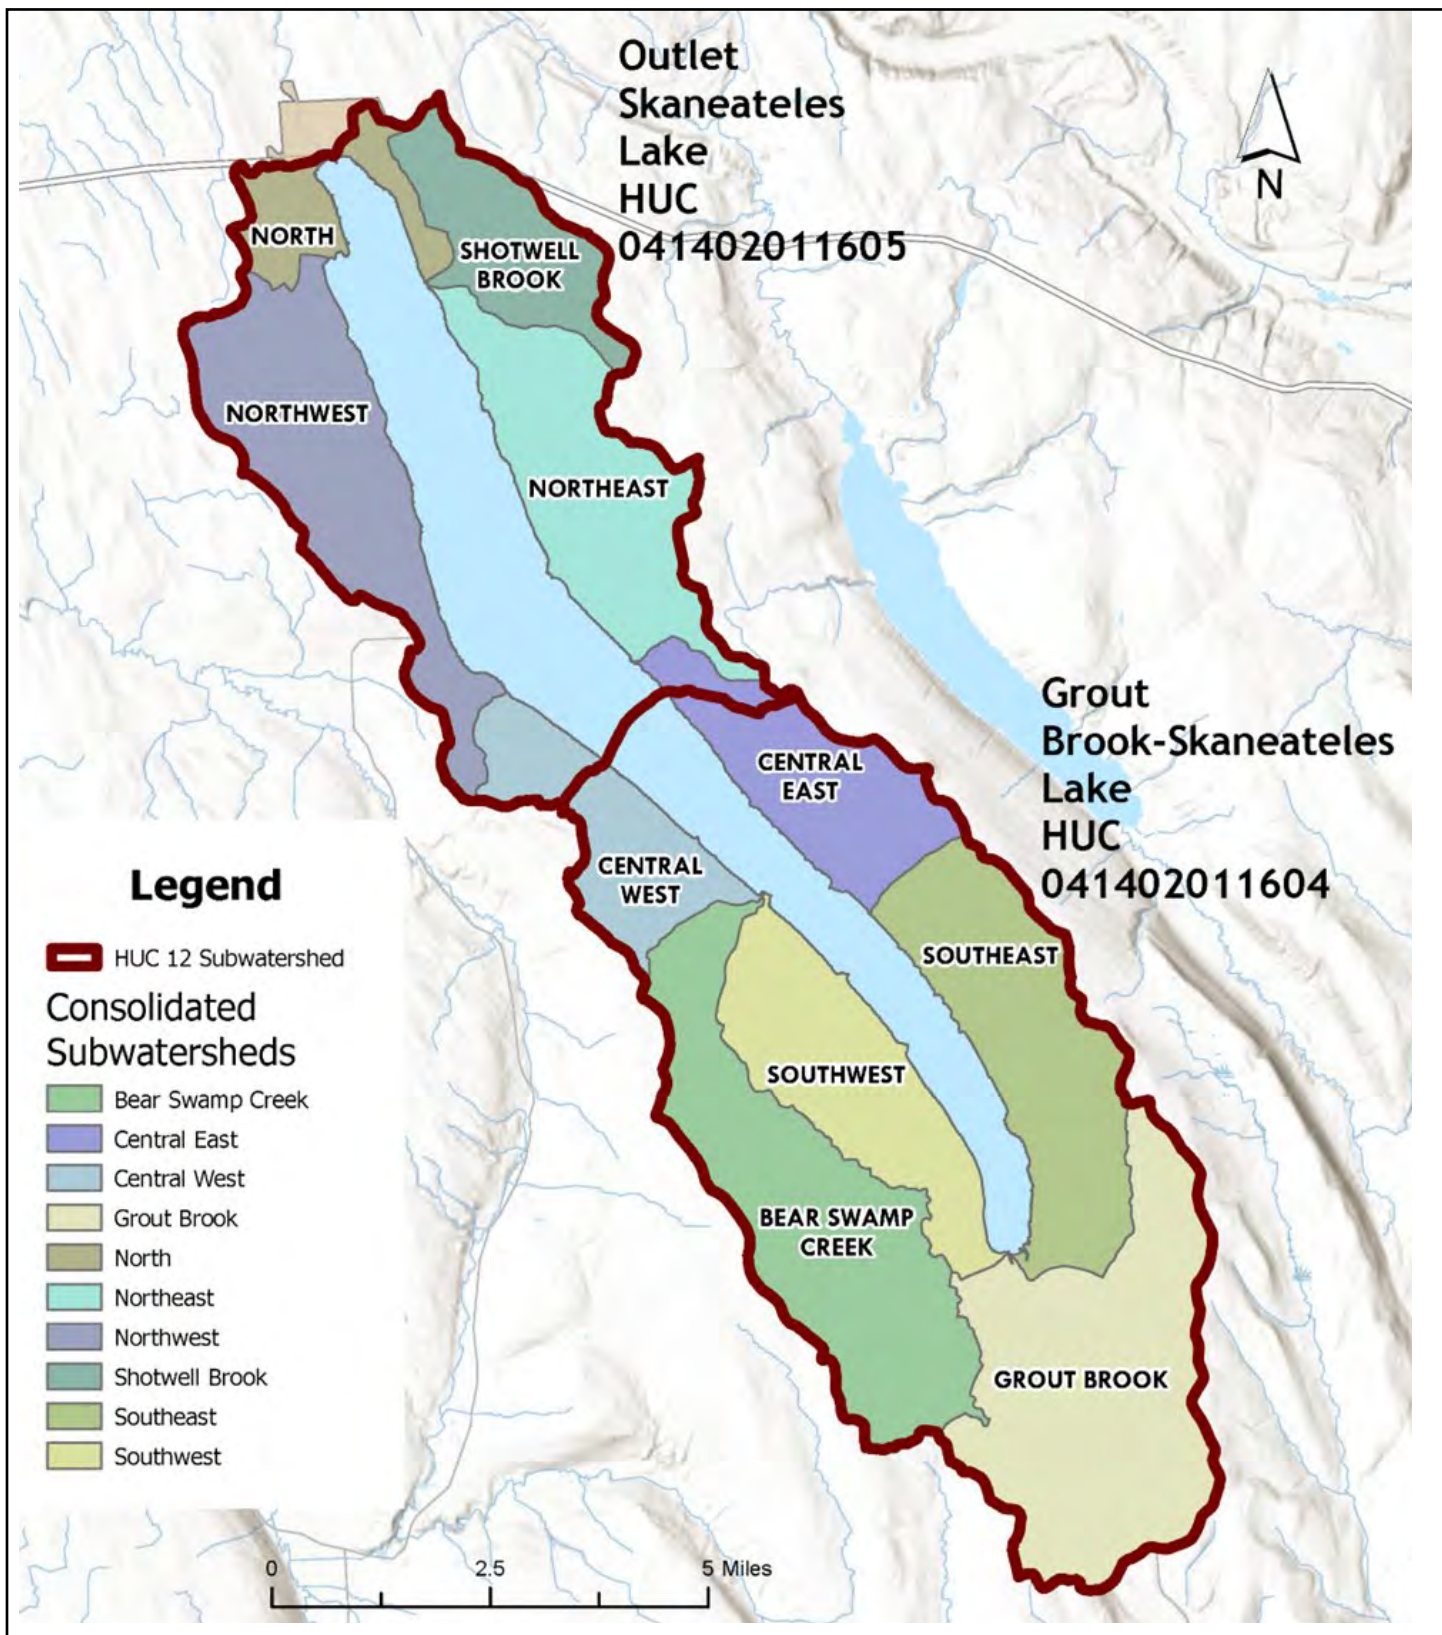 Outlet
Skaneateles
Lake
HUC
041402011605
N
NORTH
SHOTWELL
BROOK
NORTHWEST
NORTHEAST
Grout
Brook-Skaneateles
Lake
HUC
041402011604
CENTRAL
EAST
CENTRAL
WEST
SOUTHEAST
SOUTHWEST
BEAR SWAMP
CREEK
GROUT BROOK
Legend
HUC 12 Subwatershed
Consolidated
Subwatersheds
Bear Swamp Creek
Central East
Central West
Grout Brook
North
Northeast
Northwest
Shotwell Brook
Southeast
Southwest
0 2.5 5 Miles